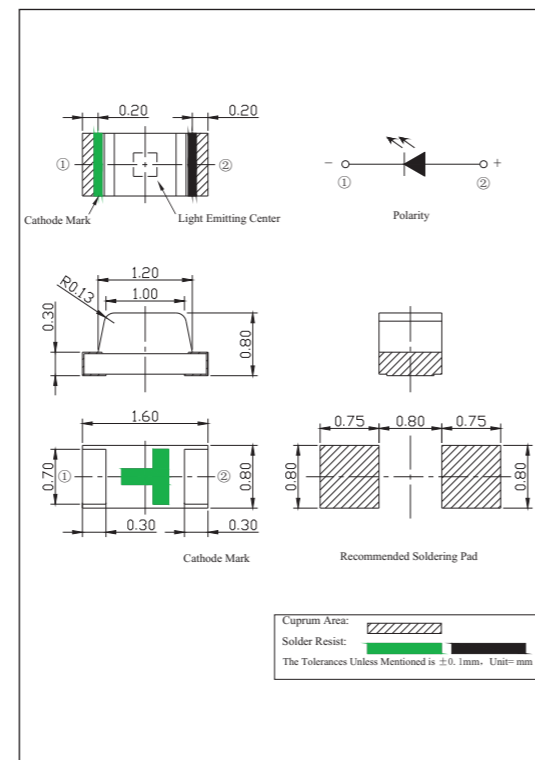 0.20 0.20
① ②
Cathode Mark
Light Emitting Center
− +
① ②
Polarity
1.20
1.00
R0.13
0.30
0.80
1.60
0.70
① ②
0.80
0.30 0.30
Cathode Mark
0.75 0.80 0.75
0.80 0.80
Recommended Soldering Pad
Cuprum Area:
Solder Resist:
The Tolerances Unless Mentioned is ±0.1mm. Unit= mm